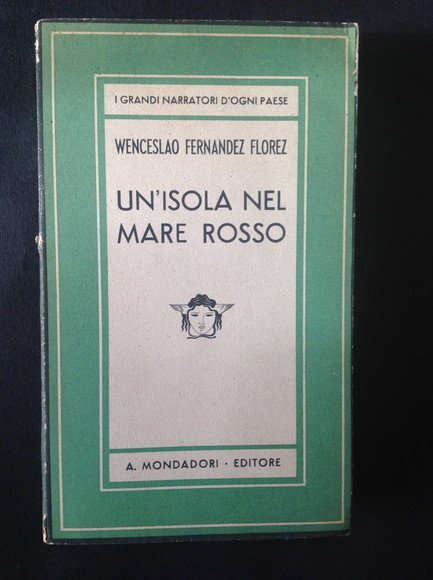 I GRANDI NARRATORI D'OGNI PAESE
WENCESLAO FERNANDEZ FLOREZ
UN'ISOLA NEL
MARE ROSSO
A. MONDADORI · EDITORE